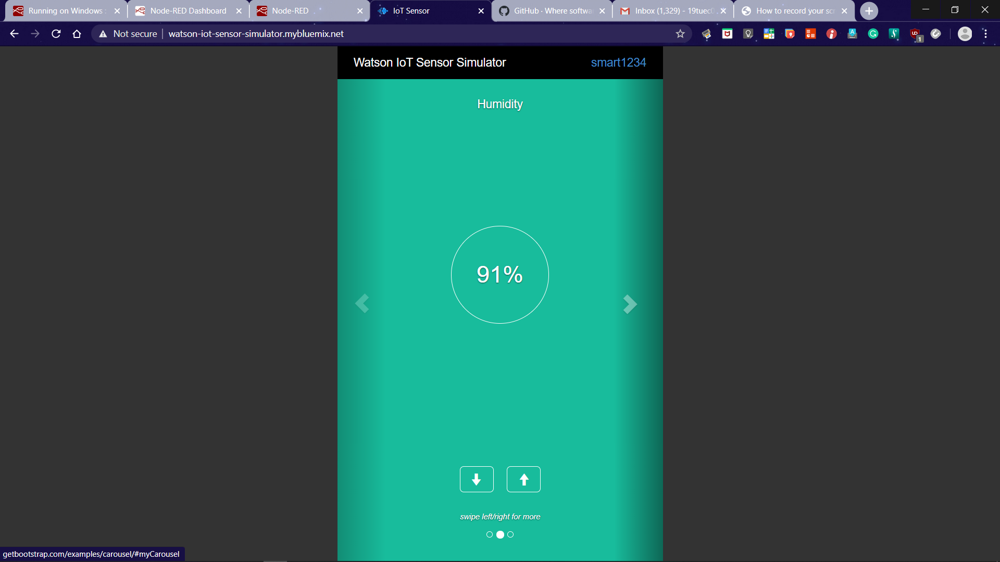 Running on Windows :
Node-RED Dashboard
Node-RED
IoT Sensor
GitHub · Where softwa
Inbox (1,329) - 19tuec0
How to record your scr
Not secure
watson-iot-sensor-simulator.mybluemix.net
1
Watson IoT Sensor Simulator
smart1234
Humidity
91%
swipe left/right for more
getbootstrap.com/examples/carousel/#myCarousel